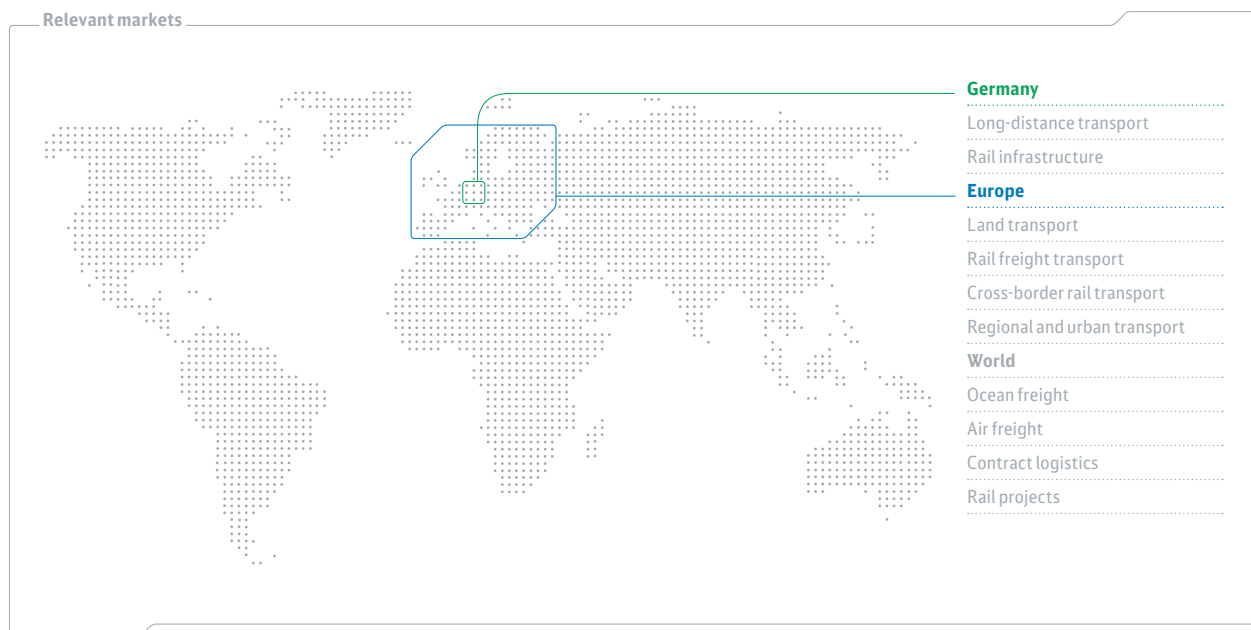 Relevant markets
Germany
Long-distance transport
Rail infrastructure
Europe
Land transport
Rail freight transport
Cross-border rail transport
Regional and urban transport
World
Ocean freight
Air freight
Contract logistics
Rail projects